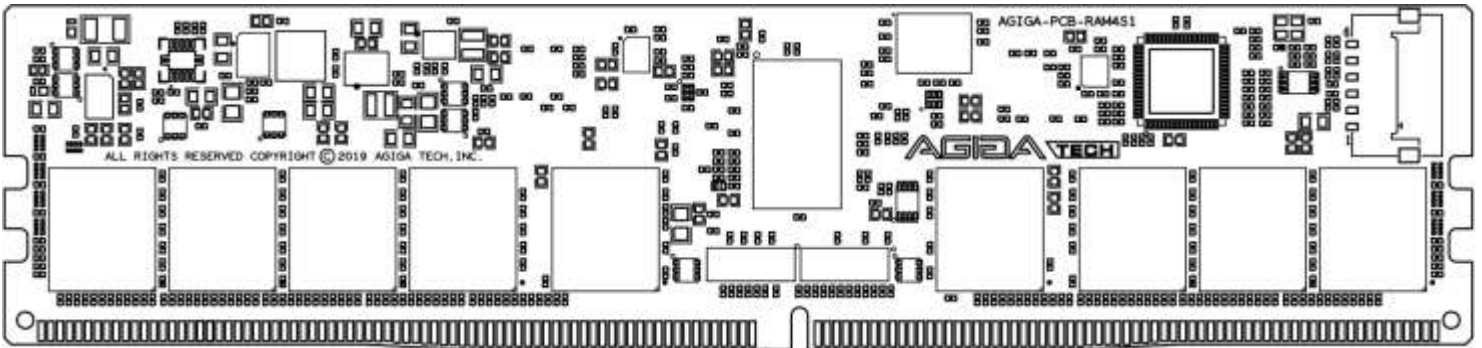 AGIGA-PCB-RAM4S1
AGIGA TECH
ALL RIGHTS RESERVED COPYRIGHT © 2019 AGIGA TECH, INC.